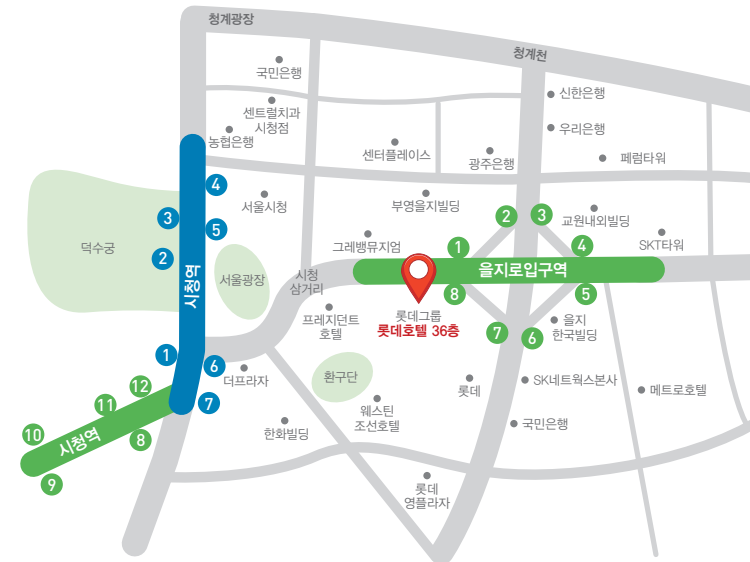 청계광장
청계천
국민은행
신한은행
센트럴치과
시청점
우리은행
농협은행
센터플레이스
광주은행
페럼타워
4
서울시청
부영을지빌딩
3
2
3
교원내외빌딩
5
그레뱅뮤지엄
1
4
SKT타워
덕수궁
2
시청역
서울광장
시청
삼거리
을지로입구역
8
5
롯데그룹
롯데호텔 36층
프레지던트
호텔
7
6
을지
한국빌딩
1
6
더프라자
환구단
롯데
SK네트웍스본사
메트로호텔
12
11
7
웨스틴
조선호텔
국민은행
10
시청역
8
한화빌딩
9
롯데
영플라자